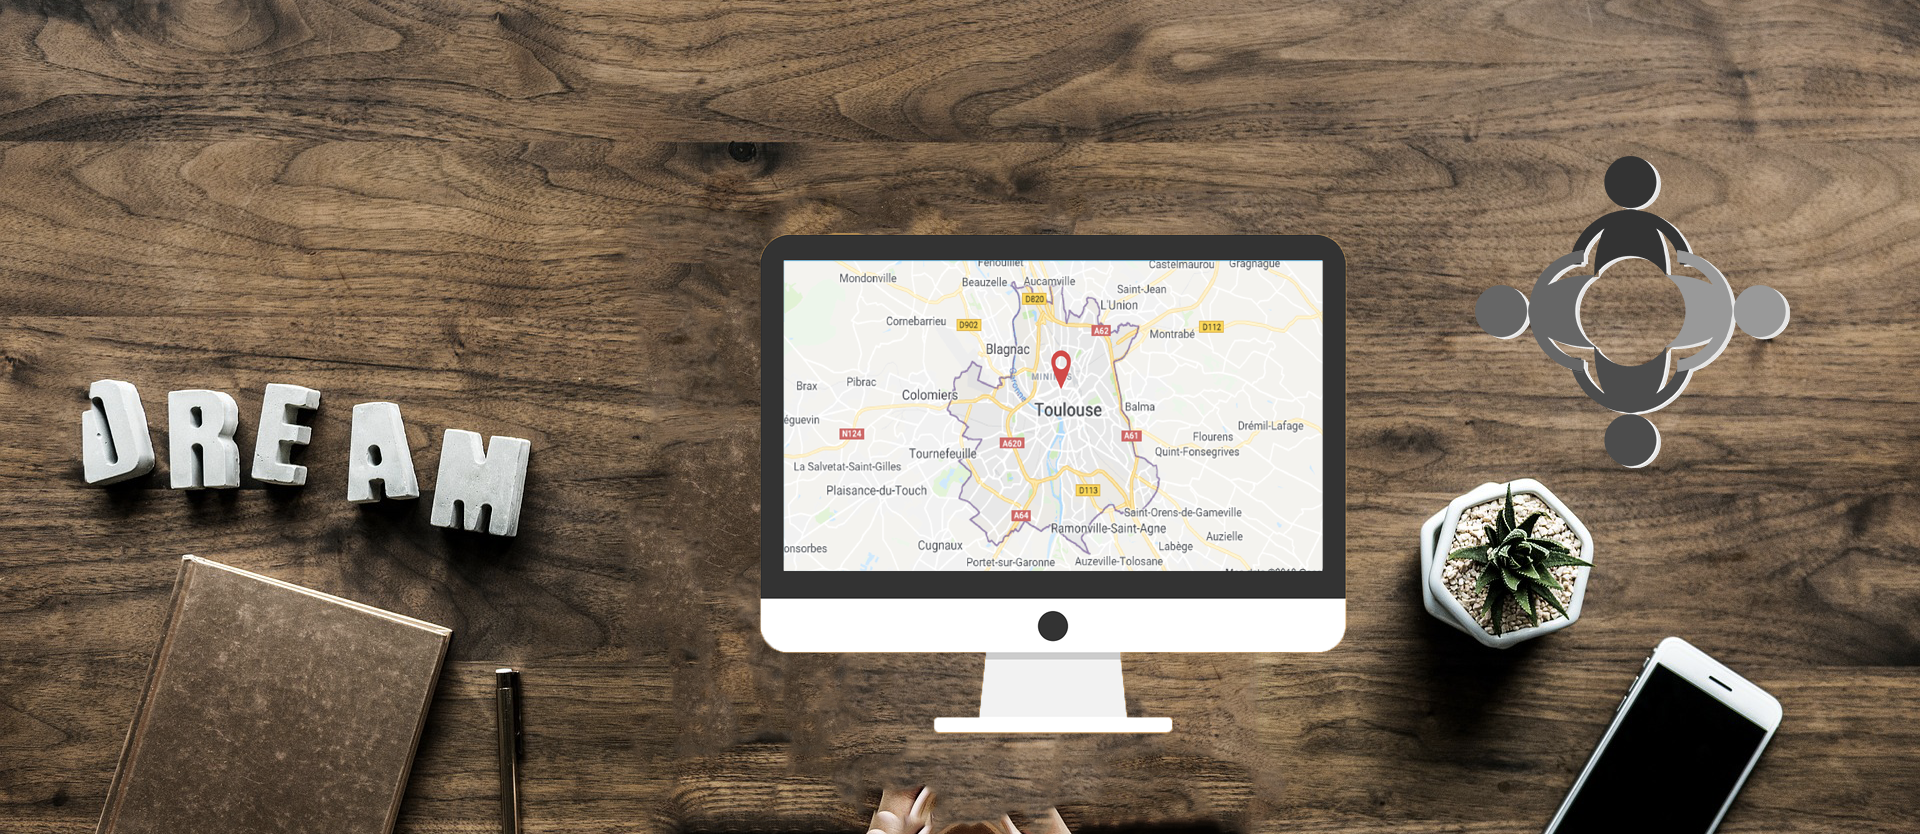 DREAM
Fenouillet
Castelmaurou
Gragnague
Mondonville
Beauzelle
Aucamville
Saint-Jean
D820
L'Union
Cornebarrieu
D902
A62
D112
Montrabé
Blagnac
MINIMES
Garonne
Brax
Pibrac
Colomiers
Toulouse
Balma
éguevin
N124
A620
A61
Drémil-Lafage
Flourens
Tournefeuille
Quint-Fonsegrives
La Salvetat-Saint-Gilles
Plaisance-du-Touch
D113
A64
Saint-Orens-de-Gameville
Ramonville-Saint-Agne
Auzielle
onsorbes
Cugnaux
Labège
Portet-sur-Garonne
Auzeville-Tolosane